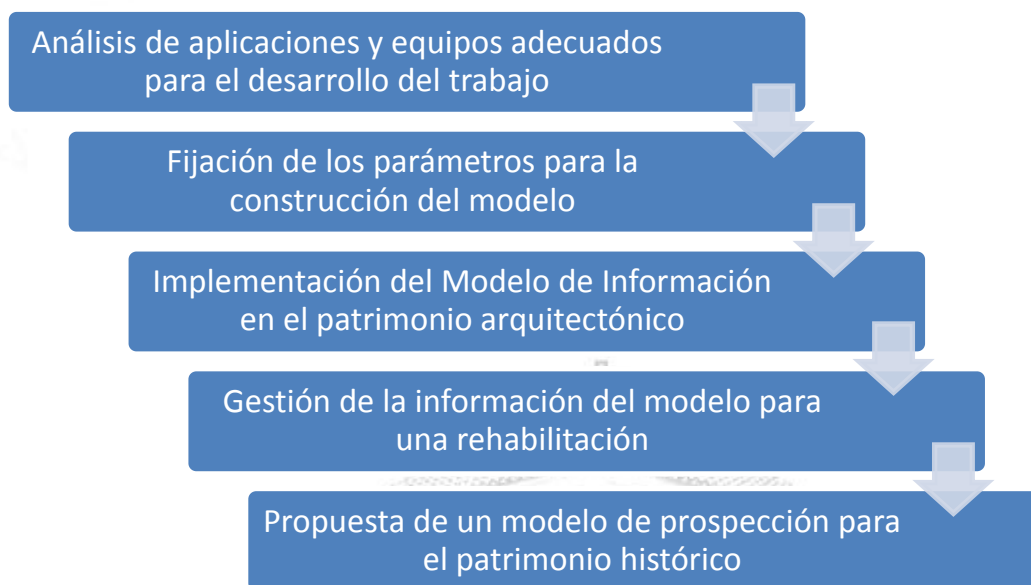 Análisis de aplicaciones y equipos adecuados
para el desarrollo del trabajo
Fijación de los parámetros para la
construcción del modelo
Implementación del Modelo de Información
en el patrimonio arquitectónico
Gestión de la información del modelo para
una rehabilitación
Propuesta de un modelo de prospección para
el patrimonio histórico